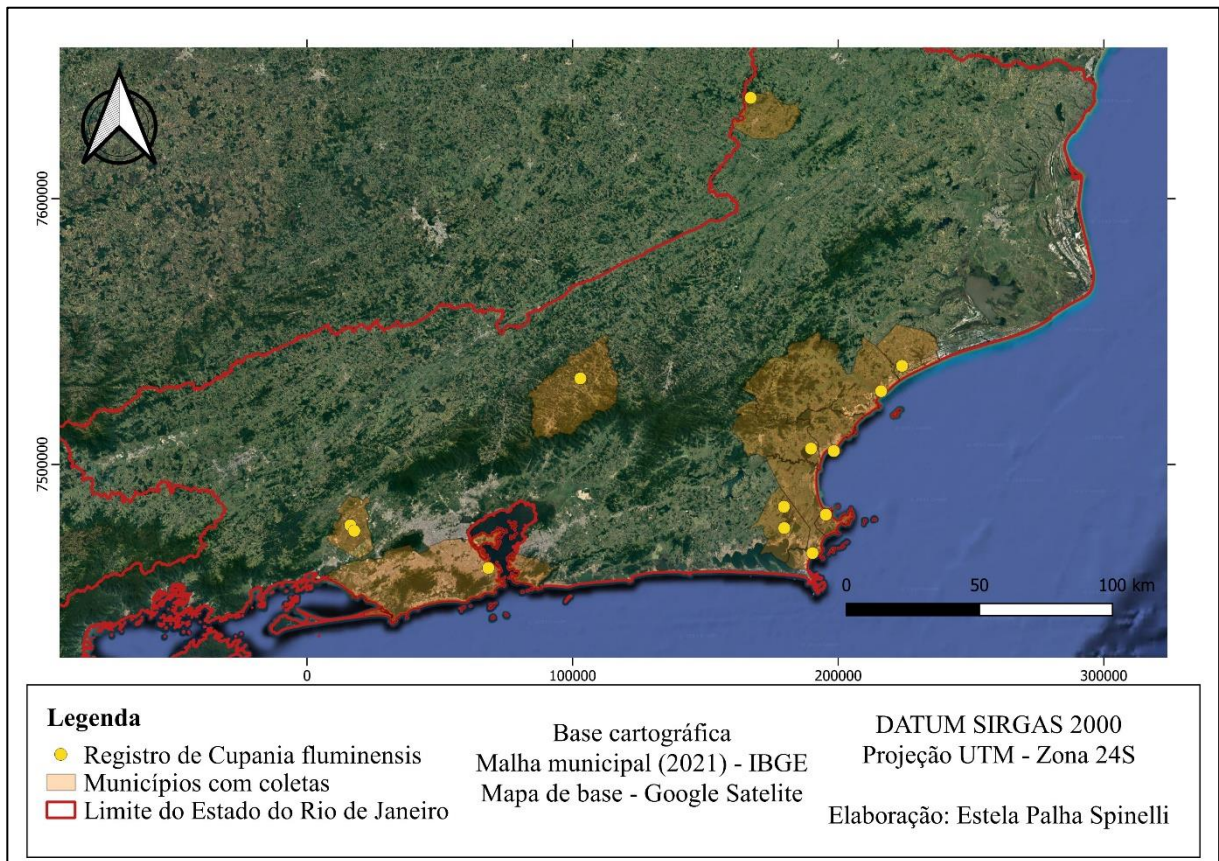 7600000
7500000
0
50
100 km
0
100000
200000
300000
Legenda
Registro de Cupania fluminensis
Municípios com coletas
Limite do Estado do Rio de Janeiro
Base cartográfica
Malha municipal (2021) - IBGE
Mapa de base - Google Satelite
DATUM SIRGAS 2000
Projeção UTM - Zona 24S
Elaboração: Estela Palha Spinelli